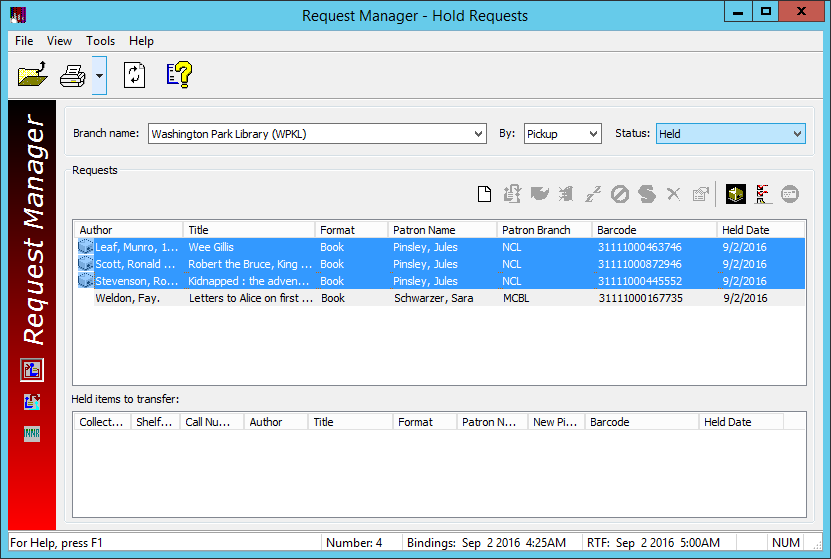 Request Manager - Hold Requests
File View Tools Help
Request Manager
Branch name: Washington Park Library (WPKL) By: Pickup Status: Held
Requests
Author Title Format Patron Name Patron Branch Barcode Held Date
Leaf, Munro, 1... Wee Gillis Book Pinsley, Jules NCL 31111000463746 9/2/2016
Scott, Ronald ... Robert the Bruce, King ... Book Pinsley, Jules NCL 31111000872946 9/2/2016
Stevenson, Ro... Kidnapped : the adven... Book Pinsley, Jules NCL 31111000445552 9/2/2016
Weldon, Fay. Letters to Alice on first ... Book Schwarzer, Sara MCBL 31111000167735 9/2/2016
Held items to transfer:
Collect... Shelf... Call Nu... Author Title Format Patron N... New Pi... Barcode Held Date
For Help, press F1 Number: 4 Bindings: Sep 2 2016 4:25AM RTF: Sep 2 2016 5:00AM NUM